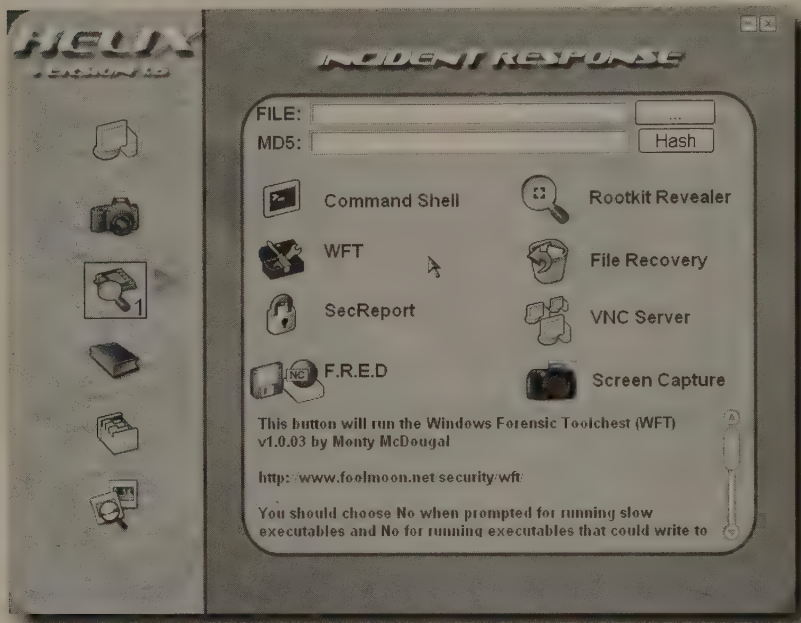 HELIX
INCIDENT RESPONSE
FILE:
...
MD5:
Hash
1
Command Shell
Rootkit Revealer
WFT
File Recovery
SecReport
VNC Server
NC
F.R.E.D
Screen Capture
This button will run the Windows Forensic Toolchest (WFT)
v1.0.03 by Monty McDougal
http://www.foolmoon.net/security/wft/
You should choose No when prompted for running slow
executables and No for running executables that could write to